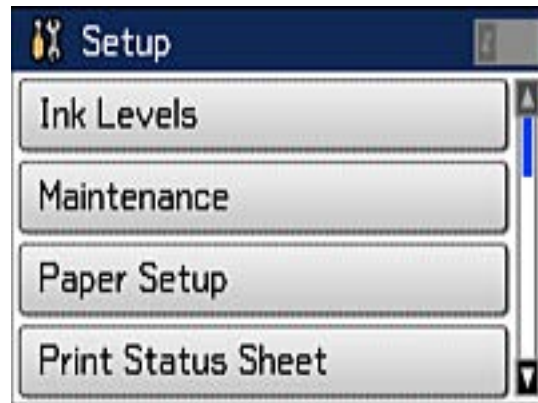 Setup
Ink Levels
Maintenance
Paper Setup
Print Status Sheet